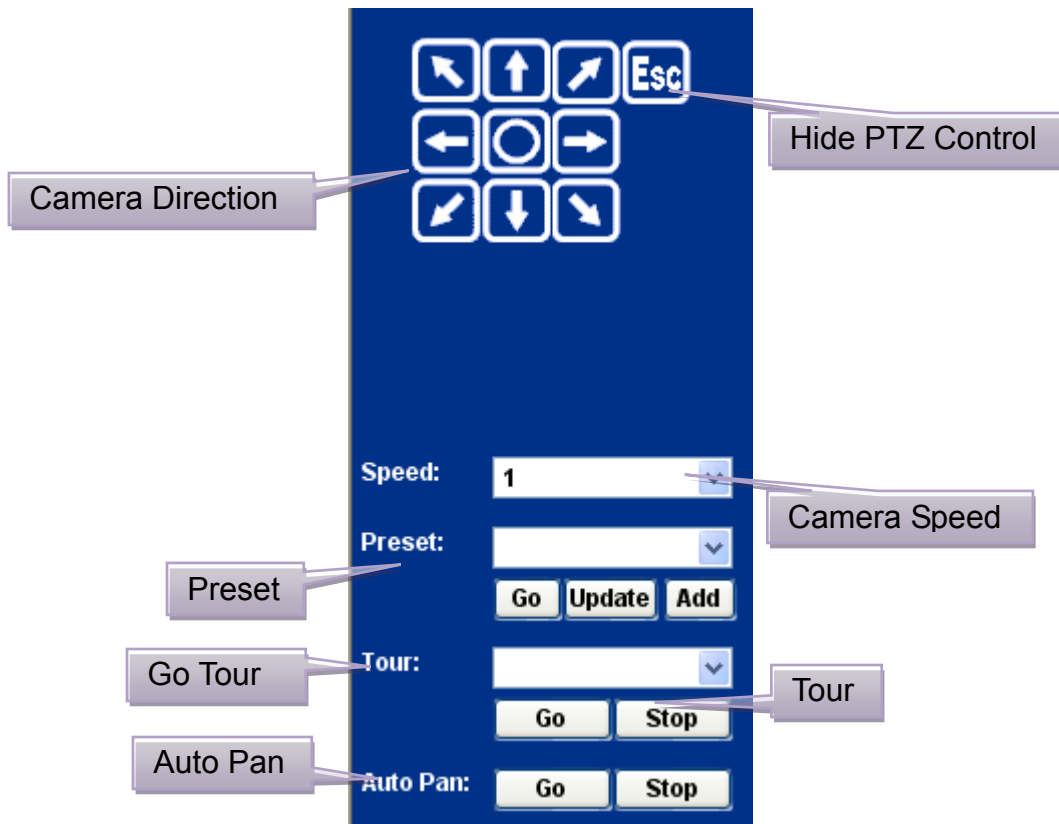 Esc
Hide PTZ Control
Camera Direction
Speed:
1
Camera Speed
Preset:
Preset
Go Update Add
Tour:
Go Tour
Tour
Go Stop
Auto Pan
Auto Pan:
Go Stop